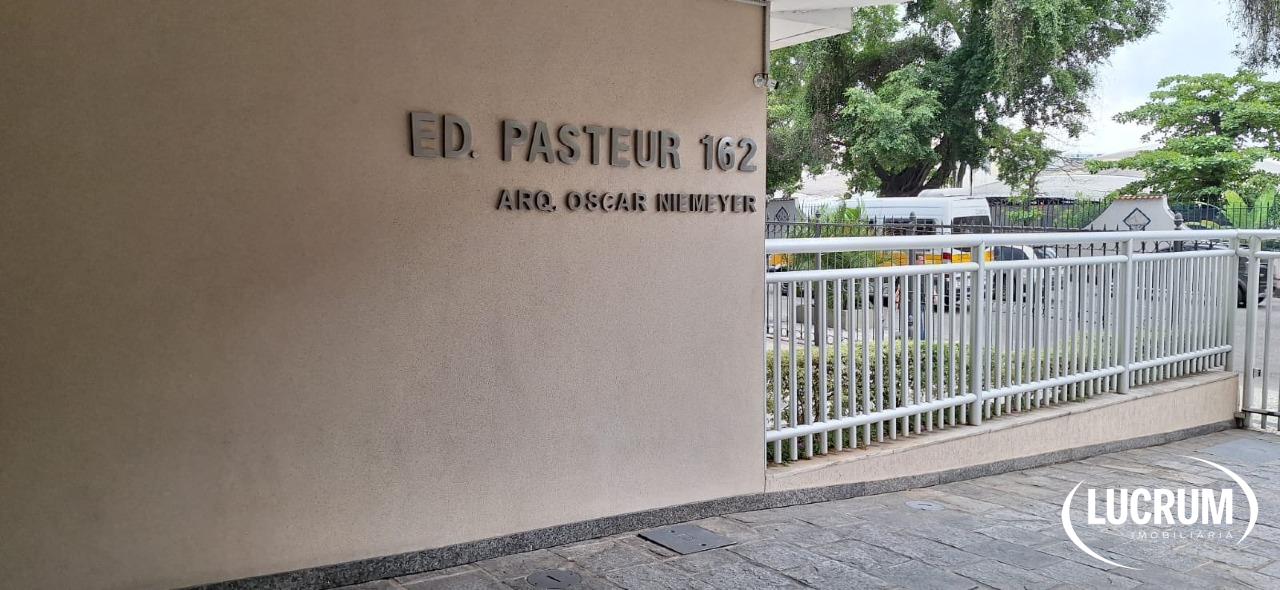 ED. PASTEUR 162
ARQ. OSCAR NIEMEYER
LUCRUM
IMOBILIÁRIA